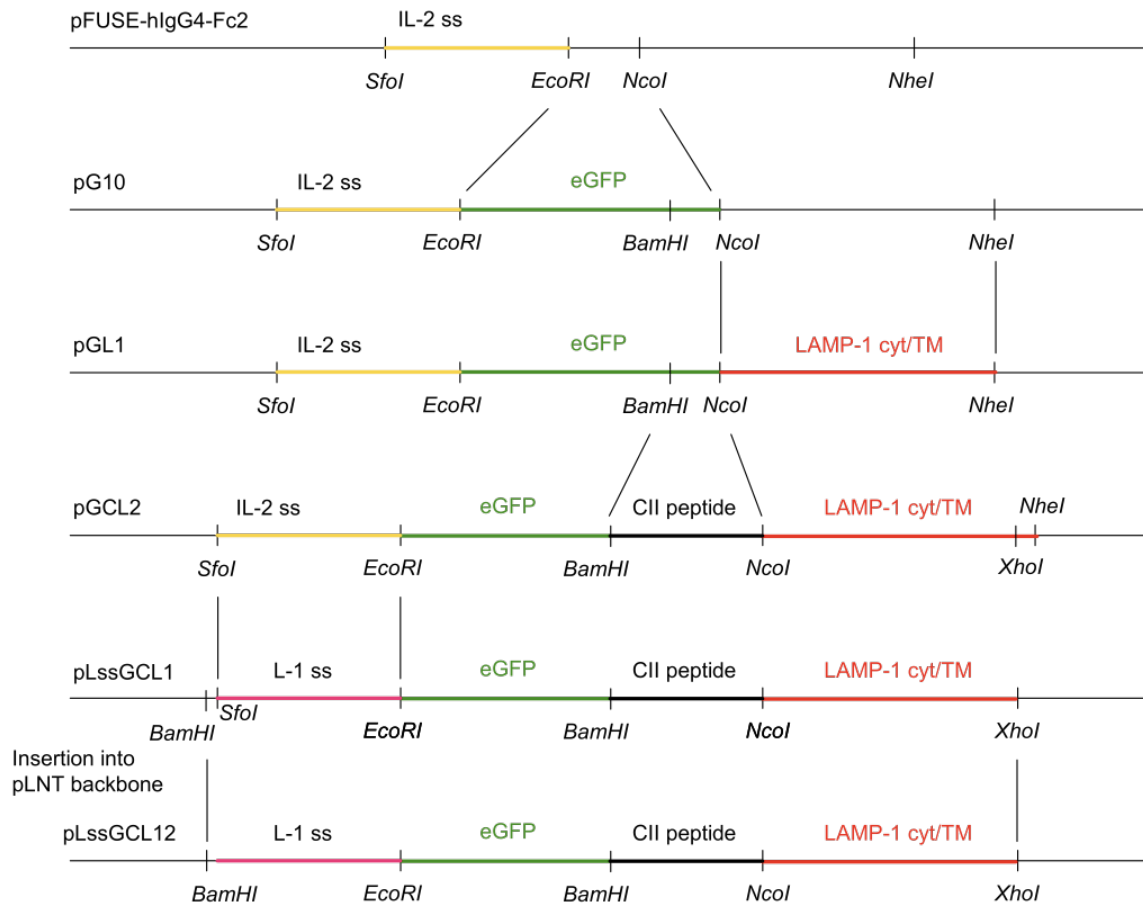 pFUSE-hIgG4-Fc2
IL-2 ss
SfoI EcoRI NcoI NheI
pG10
IL-2 ss eGFP
SfoI EcoRI BamHI NcoI NheI
pGL1
IL-2 ss eGFP LAMP-1 cyt/TM
SfoI EcoRI BamHI NcoI NheI
pGCL2
IL-2 ss eGFP CII peptide LAMP-1 cyt/TM NheI
SfoI EcoRI BamHI NcoI XhoI
pLssGCL1
L-1 ss eGFP CII peptide LAMP-1 cyt/TM
SfoI
BamHI EcoRI BamHI NcoI XhoI
Insertion into
pLNT backbone
pLssGCL12
L-1 ss eGFP CII peptide LAMP-1 cyt/TM
BamHI EcoRI BamHI NcoI XhoI